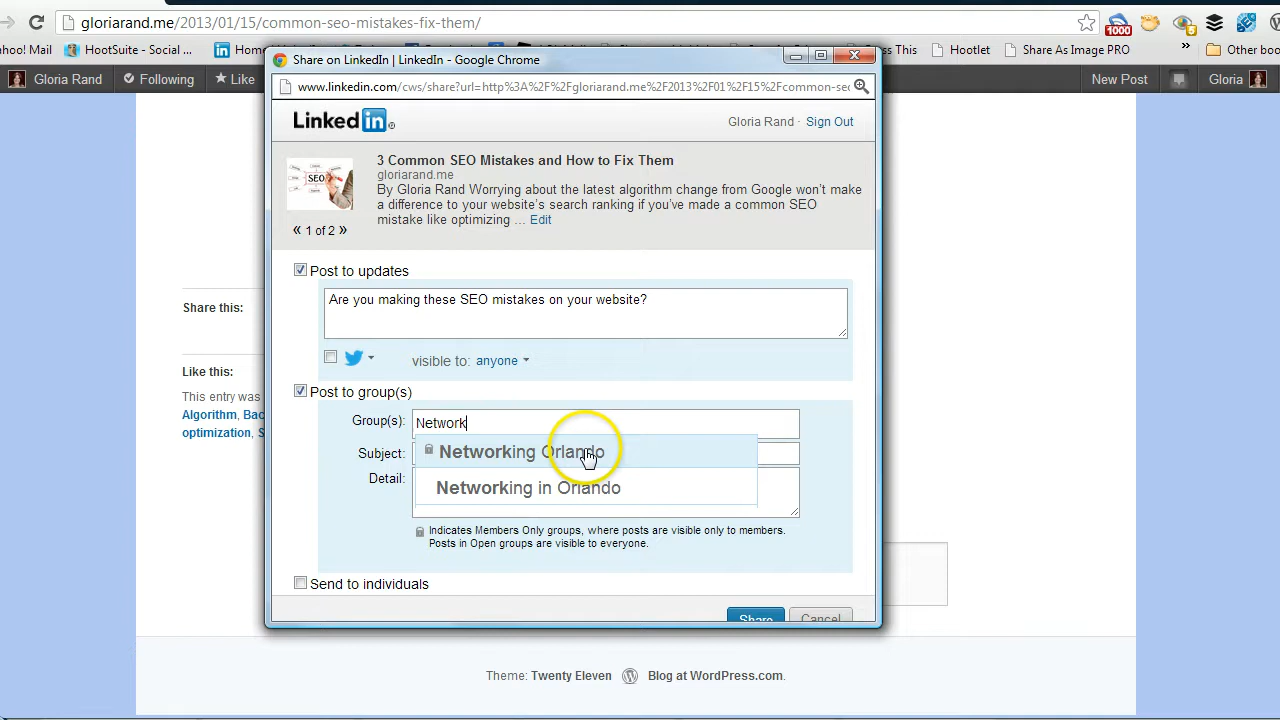 gloriarand.me/2013/01/15/common-seo-mistakes-fix-them/
1000
hoo! Mail
HootSuite - Social ...
Share on LinkedIn | LinkedIn - Google Chrome
This
Hootlet
Share As Image PRO
»
Other boo
Gloria Rand
Following
Like
www.linkedin.com/cws/share?url=http%3A%2F%2Fgloriarand.me%2F2013%2F01%2F15%2Fcommon-seo
New Post
Gloria
Linked in
Gloria Rand · Sign Out
SEO
3 Common SEO Mistakes and How to Fix Them
gloriarand.me
By Gloria Rand Worrying about the latest algorithm change from Google won't make
a difference to your website's search ranking if you've made a common SEO
mistake like optimizing ... Edit
« 1 of 2 »
Post to updates
Share this:
Are you making these SEO mistakes on your website?
visible to: anyone
Like this:
This entry was
Algorithm, Bac
optimization, S
Post to group(s)
Group(s): Network
Networking Orlando
Subject:
Detail:
Networking in Orlando
Indicates Members Only groups, where posts are visible only to members.
Posts in Open groups are visible to everyone.
Send to individuals
Share
Cancel
Theme: Twenty Eleven
Blog at WordPress.com.